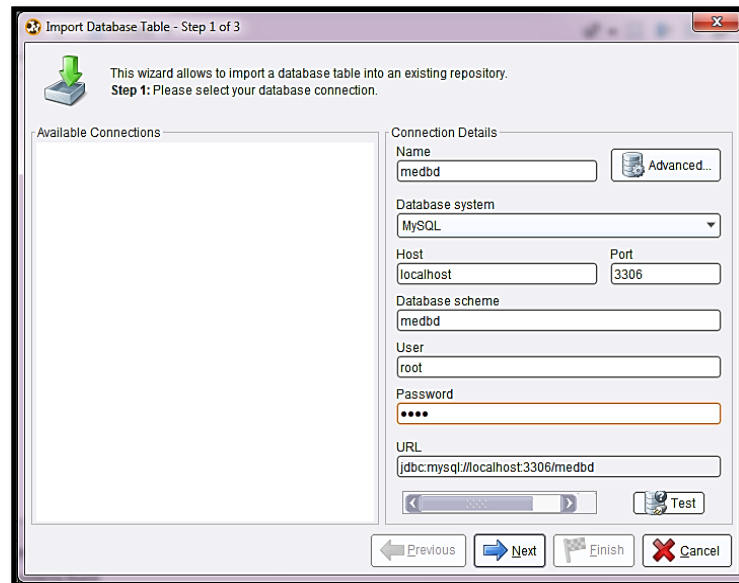 Import Database Table - Step 1 of 3
This wizard allows to import a database table into an existing repository.
Step 1: Please select your database connection.
Available Connections
Connection Details
Name
medbd
Advanced...
Database system
MySQL
Host
Port
localhost
3306
Database scheme
medbd
User
root
Password
••••
URL
jdbc:mysql://localhost:3306/medbd
Test
Previous
Next
Finish
Cancel